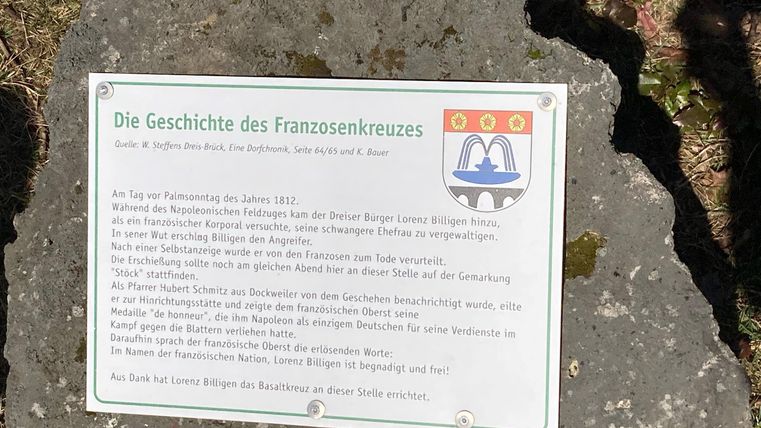 Die Geschichte des Franzosenkreuzes
Quelle: W. Steffens Dreis-Brück, Eine Dorfchronik, Seite 64/65 und K. Bauer
Am Tag vor Palmsonntag des Jahres 1812.
Während des Napoleonischen Feldzuges kam der Dreiser Bürger Lorenz Billigen hinzu,
als ein französischer Korporal versuchte, seine schwangere Ehefrau zu vergewaltigen.
In sener Wut erschlug Billigen den Angreifer.
Nach einer Selbstanzeige wurde er von den Franzosen zum Tode verurteilt.
Die Erschießung sollte noch am gleichen Abend hier an dieser Stelle auf der Gemarkung
"Stöck" stattfinden.
Als Pfarrer Hubert Schmitz aus Dockweiler von dem Geschehen benachrichtigt wurde, eilte
er zur Hinrichtungsstätte und zeigte dem französischen Oberst seine
Medaille "de honneur", die ihm Napoleon als einzigem Deutschen für seine Verdienste im
Kampf gegen die Blattern verliehen hatte.
Daraufhin sprach der französische Oberst die erlösenden Worte:
Im Namen der französischen Nation, Lorenz Billigen ist begnadigt und frei!
Aus Dank hat Lorenz Billigen das Basaltkreuz an dieser Stelle errichtet.